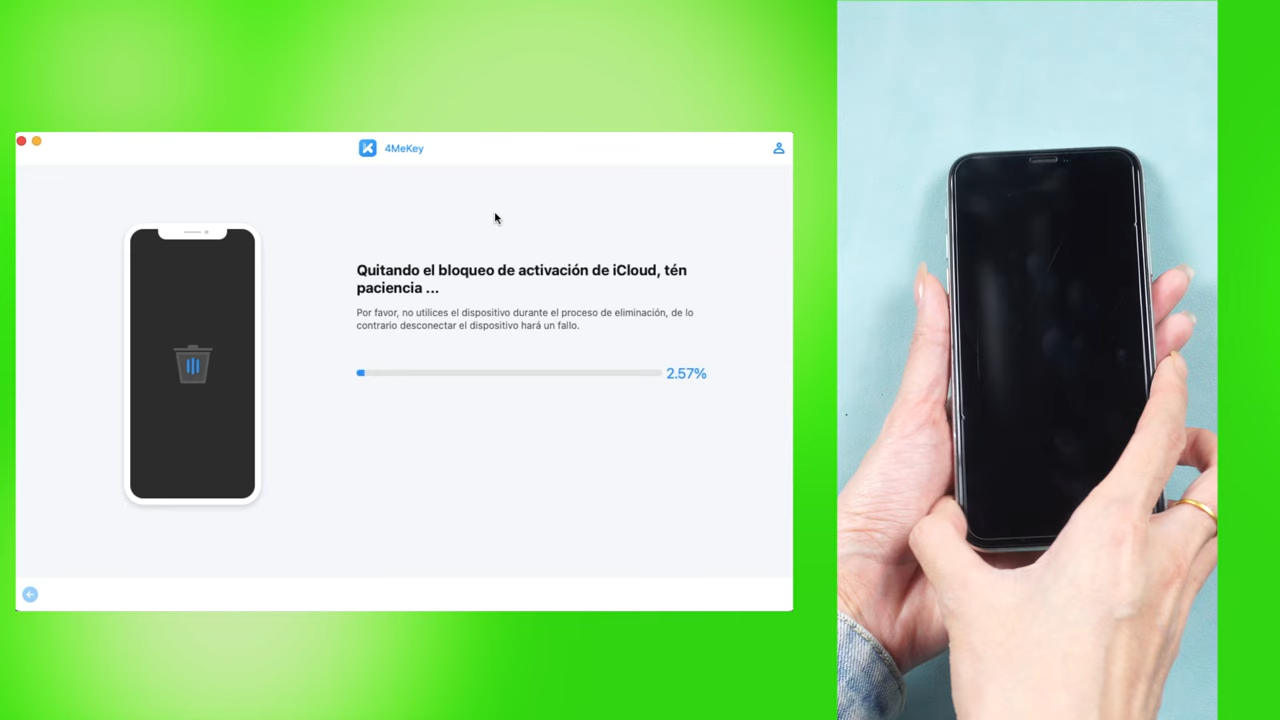 4MeKey
Quitando el bloqueo de activación de iCloud, tén
paciencia ...
Por favor, no utilices el dispositivo durante el proceso de eliminación, de lo
contrario desconectar el dispositivo hará un fallo.
2.57%